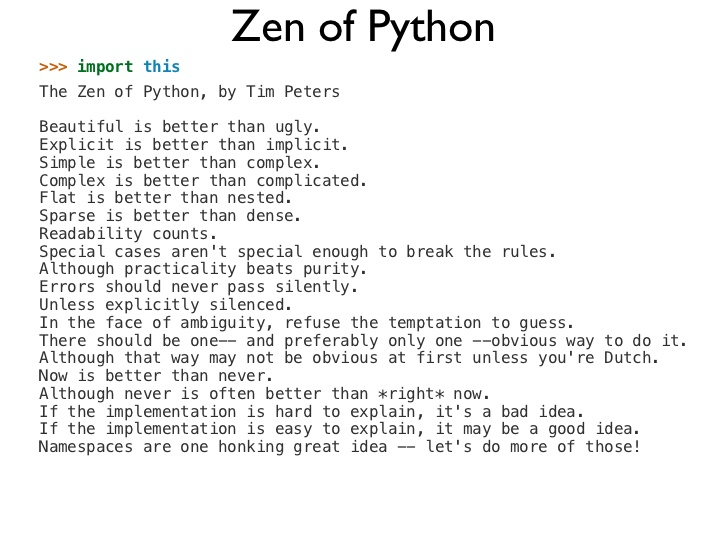 Zen of Python
>>> import this
The Zen of Python, by Tim Peters
Beautiful is better than ugly.
Explicit is better than implicit.
Simple is better than complex.
Complex is better than complicated.
Flat is better than nested.
Sparse is better than dense.
Readability counts.
Special cases aren't special enough to break the rules.
Although practicality beats purity.
Errors should never pass silently.
Unless explicitly silenced.
In the face of ambiguity, refuse the temptation to guess.
There should be one-- and preferably only one --obvious way to do it.
Although that way may not be obvious at first unless you're Dutch.
Now is better than never.
Although never is often better than *right* now.
If the implementation is hard to explain, it's a bad idea.
If the implementation is easy to explain, it may be a good idea.
Namespaces are one honking great idea -- let's do more of those!